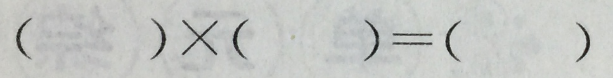 (　　)×(　　)=(　　)